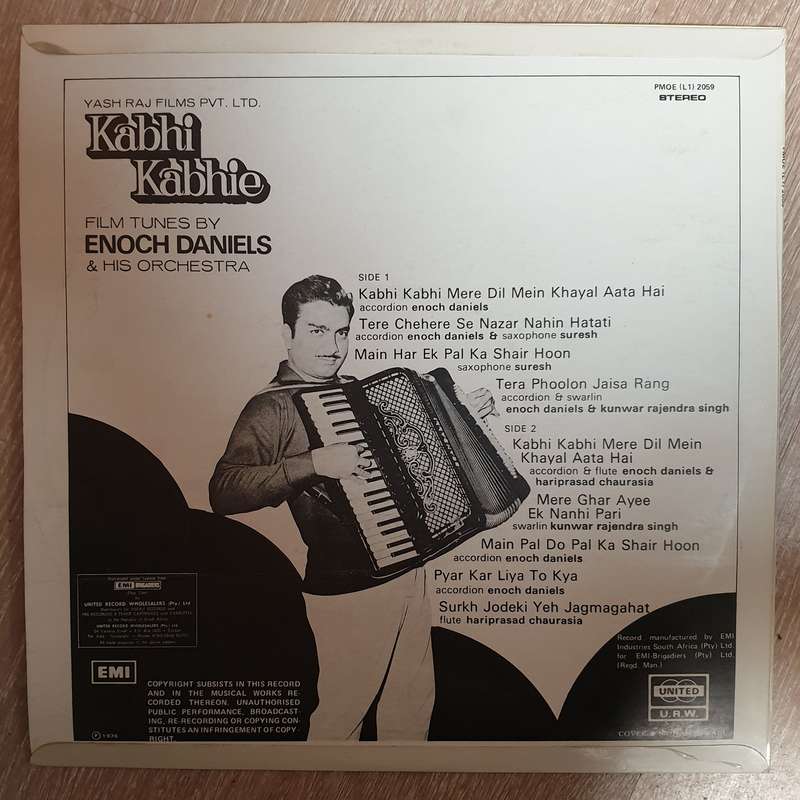 YASH RAJ FILMS PVT. LTD.
Kabhi
Kabhie
FILM TUNES BY
ENOCH DANIELS
& HIS ORCHESTRA
PMOE (L1) 2059
STEREO
SIDE 1
Kabhi Kabhi Mere Dil Mein Khayal Aata Hai
accordion enoch daniels
Tere Chehere Se Nazar Nahin Hatati
accordion enoch daniels & saxophone suresh
Main Har Ek Pal Ka Shair Hoon
saxophone suresh
Tera Phoolon Jaisa Rang
accordion & swarlin
enoch daniels & kunwar rajendra singh
SIDE 2
Kabhi Kabhi Mere Dil Mein
Khayal Aata Hai
accordion & flute enoch daniels &
hariprasad chaurasia
Mere Ghar Ayee
Ek Nanhi Pari
swarlin kunwar rajendra singh
Main Pal Do Pal Ka Shair Hoon
accordion enoch daniels
Pyar Kar Liya To Kya
accordion enoch daniels
Surkh Jodeki Yeh Jagmagahat
flute hariprasad chaurasia
EMI BRIGADIERS
UNITED RECORD WHOLESALERS (Pty.) Ltd
UNITED RECORD WHOLESALERS (Pty.) Ltd.
EMI
COPYRIGHT SUBSISTS IN THIS RECORD
AND IN THE MUSICAL WORKS RE-
CORDED THEREON. UNAUTHORISED
PUBLIC PERFORMANCE, BROADCAST-
ING, RE-RECORDING OR COPYING CON-
STITUTES AN INFRINGEMENT OF COPY-
RIGHT.
Ⓟ 1976
Record manufactured by EMI
Industries South Africa (Pty) Ltd.
for EMI-Brigadiers (Pty) Ltd.
(Regd. Man.)
UNITED
U.R.W.